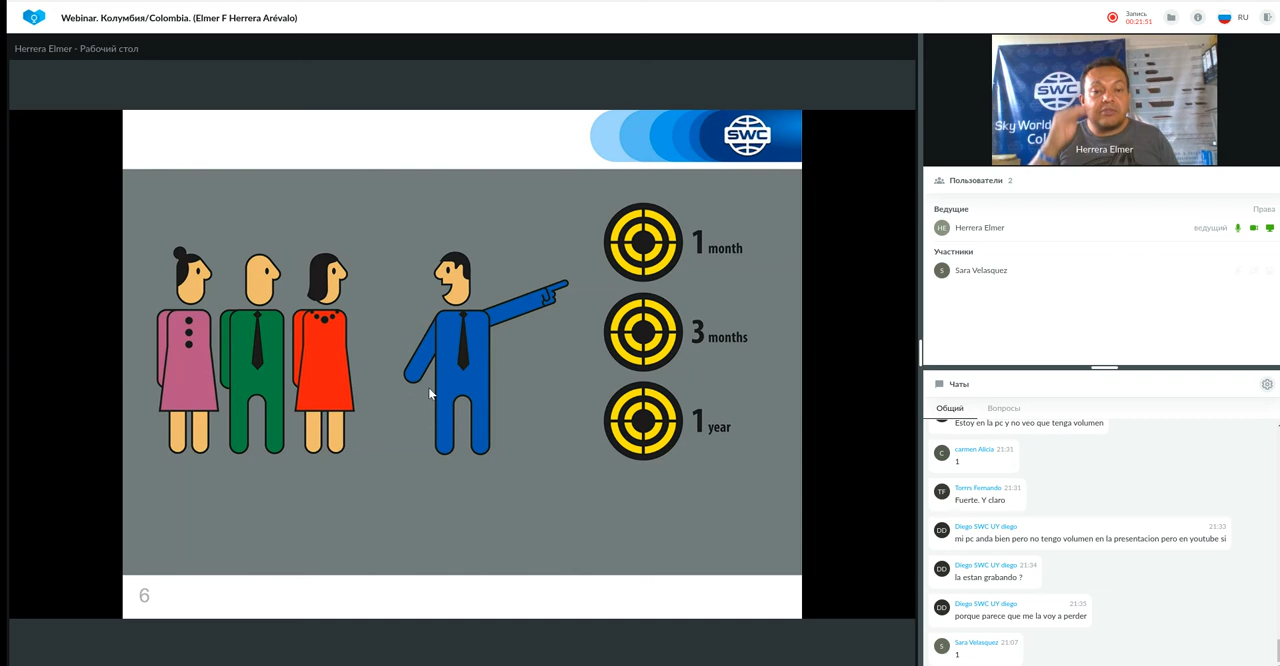 Webinar. Колумбия/Colombia. (Elmer F Herrera Arévalo)
Запись
00:21:51
RU
Herrera Elmer - Рабочий стол
SWC
1 month
3 months
1 year
6
SWC
Sky World
Herrera Elmer
Пользователи 2
Ведущие
Права
HE
Herrera Elmer
ведущий
Участники
S
Sara Velasquez
Чаты
Общий
Вопросы
Estoy en la pc y no veo que tenga volumen
C
carmen Alicia 21:31
1
TF
Torrrs Fernando 21:31
Fuerte. Y claro
DD
Diego SWC UY diego 21:33
mi pc anda bien pero no tengo volumen en la presentacion pero en youtube si
DD
Diego SWC UY diego 21:34
la estan grabando ?
DD
Diego SWC UY diego 21:35
porque parece que me la voy a perder
S
Sara Velasquez 21:07
1